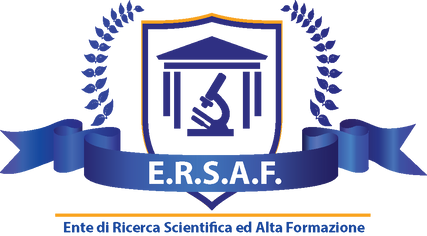 E.R.S.A.F.
Ente di Ricerca Scientifica ed Alta Formazione